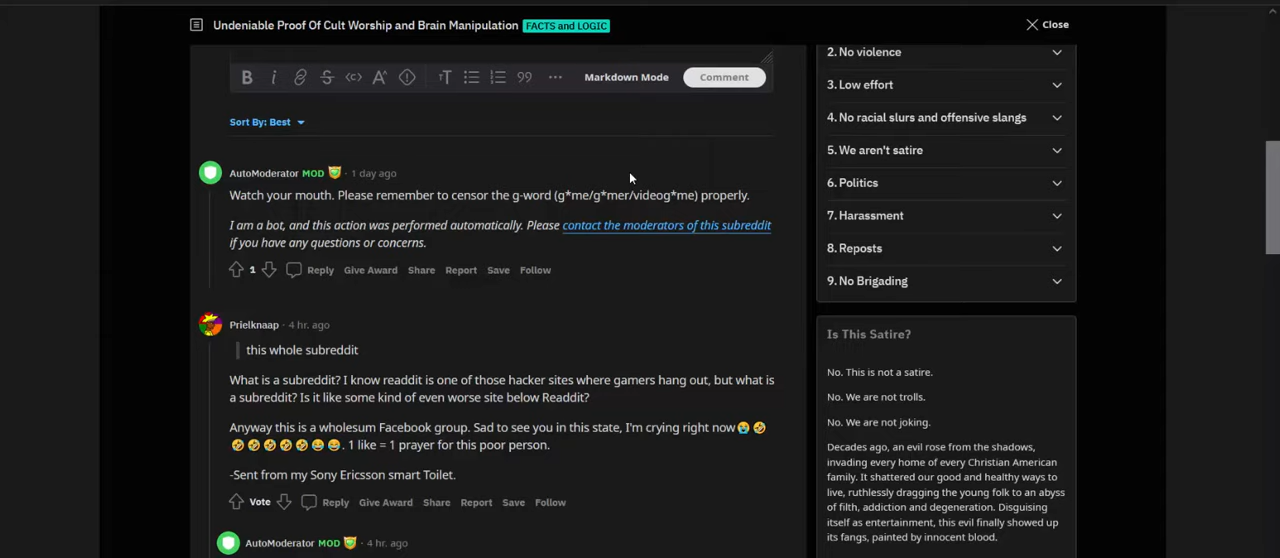 Undeniable Proof Of Cult Worship and Brain Manipulation FACTS and LOGIC
Close
Markdown Mode
Comment
Sort By: Best
AutoModerator MOD · 1 day ago
Watch your mouth. Please remember to censor the g-word (g*me/g*mer/videog*me) properly.
I am a bot, and this action was performed automatically. Please contact the moderators of this subreddit
if you have any questions or concerns.
1 Reply Give Award Share Report Save Follow
Prielknaap · 4 hr. ago
this whole subreddit
What is a subreddit? I know readdit is one of those hacker sites where gamers hang out, but what is
a subreddit? Is it like some kind of even worse site below Readdit?
Anyway this is a wholesum Facebook group. Sad to see you in this state, I'm crying right now😭🤣
🤣🤣🤣🤣🤣😂😂. 1 like = 1 prayer for this poor person.
-Sent from my Sony Ericsson smart Toilet.
Vote Reply Give Award Share Report Save Follow
AutoModerator MOD · 4 hr. ago
2. No violence
3. Low effort
4. No racial slurs and offensive slangs
5. We aren't satire
6. Politics
7. Harassment
8. Reposts
9. No Brigading
Is This Satire?
No. This is not a satire.
No. We are not trolls.
No. We are not joking.
Decades ago, an evil rose from the shadows,
invading every home of every Christian American
family. It shattered our good and healthy ways to
live, ruthlessly dragging the young folk to an abyss
of filth, addiction and degeneration. Disguising
itself as entertainment, this evil finally showed up
its fangs, painted by innocent blood.